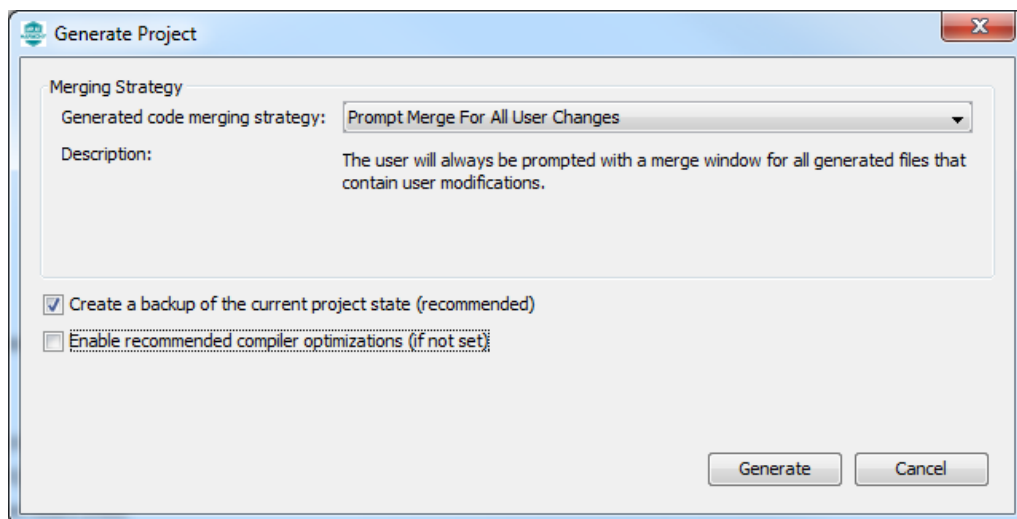 Generate Project
Merging Strategy
Generated code merging strategy: Prompt Merge For All User Changes
Description: The user will always be prompted with a merge window for all generated files that
contain user modifications.
Create a backup of the current project state (recommended)
Enable recommended compiler optimizations (if not set)
Generate Cancel